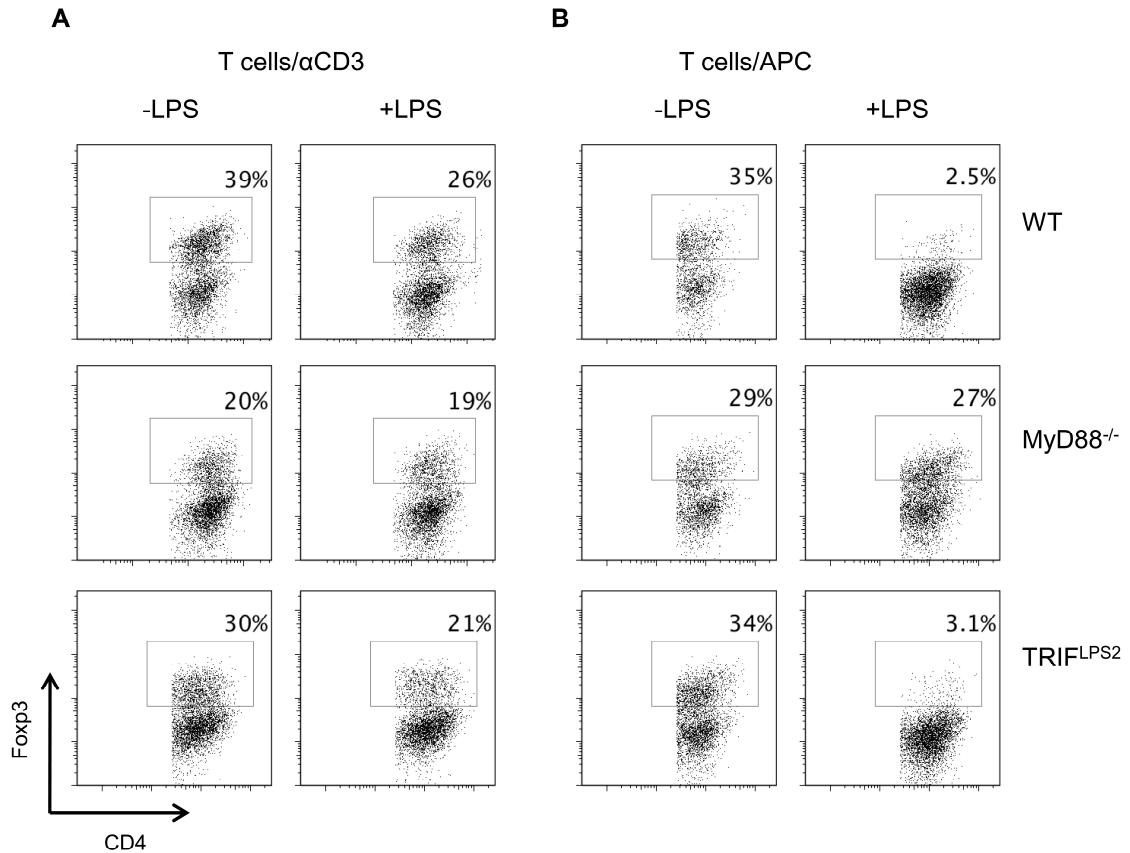 A B
T cells/αCD3 T cells/APC
-LPS +LPS -LPS +LPS
39% 26% 35% 2.5%
WT
20% 19% 29% 27%
MyD88-/-
30% 21% 34% 3.1%
TRIFLPS2
Foxp3
CD4